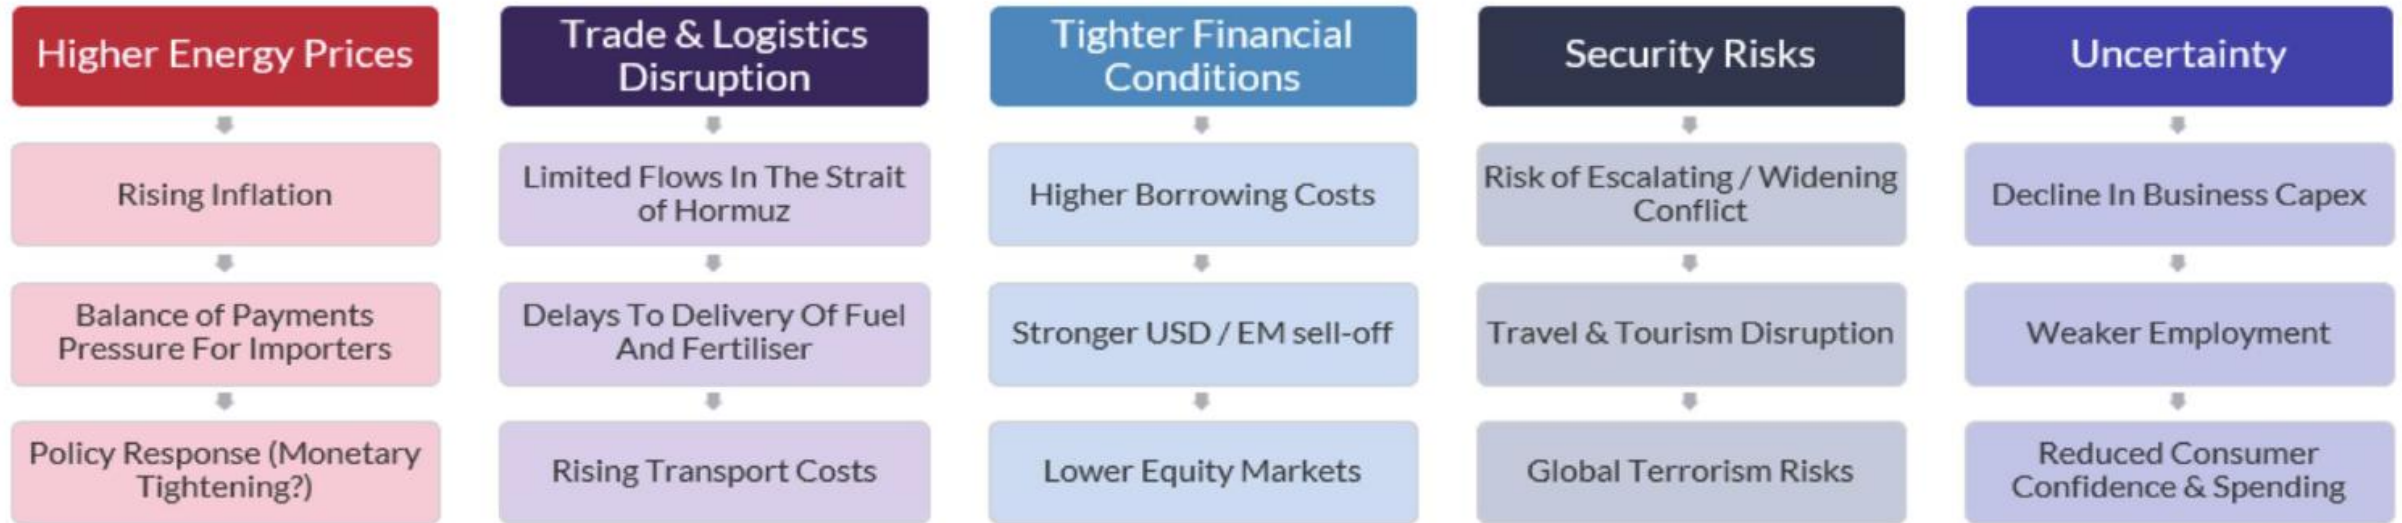 Higher Energy Prices
Rising Inflation
Balance of Payments
Pressure For Importers
Policy Response (Monetary
Tightening?)
Trade & Logistics
Disruption
Limited Flows In The Strait
of Hormuz
Delays To Delivery Of Fuel
And Fertiliser
Rising Transport Costs
Tighter Financial
Conditions
Higher Borrowing Costs
Stronger USD / EM sell-off
Lower Equity Markets
Security Risks
Risk of Escalating / Widening
Conflict
Travel & Tourism Disruption
Global Terrorism Risks
Uncertainty
Decline In Business Capex
Weaker Employment
Reduced Consumer
Confidence & Spending